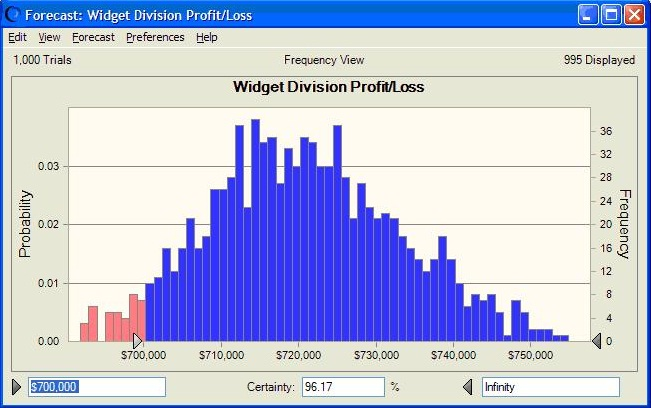 Forecast: Widget Division Profit/Loss
Edit View Forecast Preferences Help
1,000 Trials Frequency View 995 Displayed
Widget Division Profit/Loss
Probability
0.03
0.02
0.01
0.00
Frequency
36
32
28
24
20
16
12
8
4
0
$700,000 $710,000 $720,000 $730,000 $740,000 $750,000
$700,000 Certainty: 96.17 % Infinity